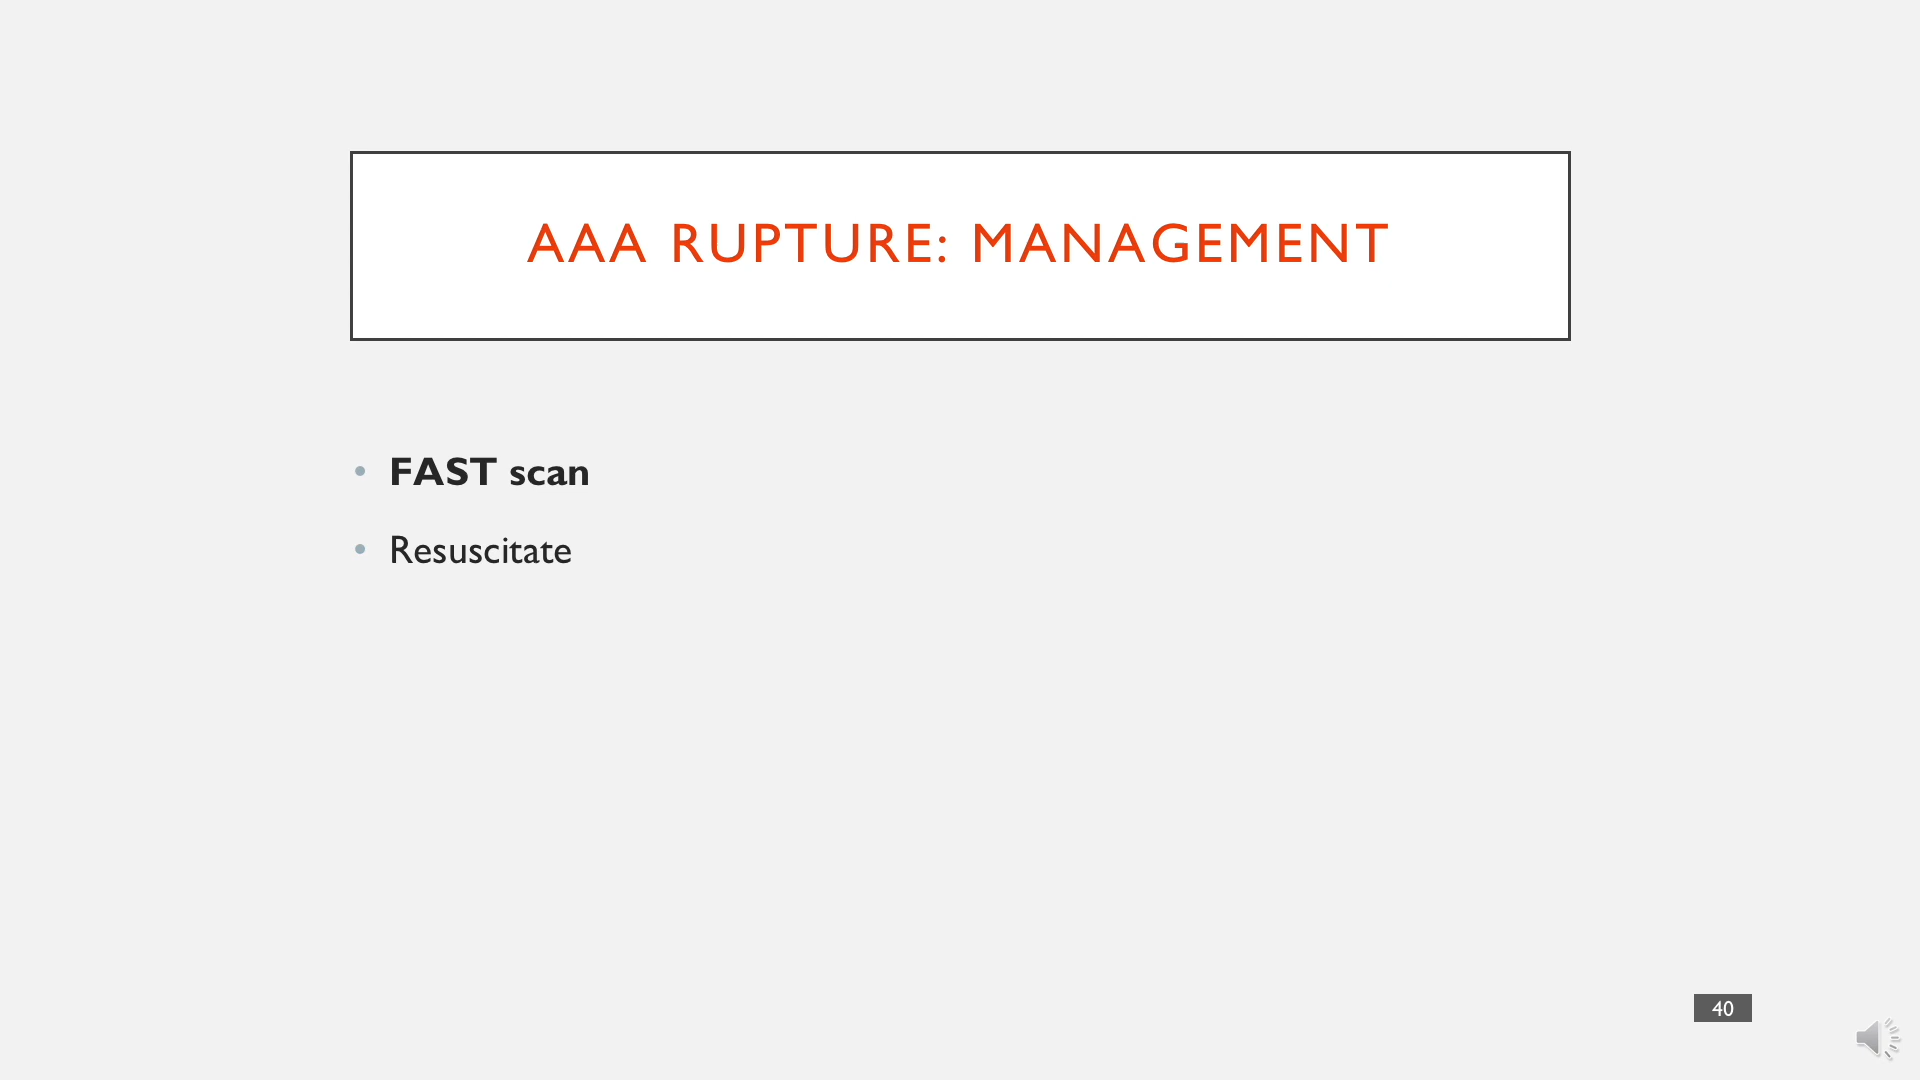 AAA RUPTURE: MANAGEMENT
• FAST scan
• Resuscitate
40